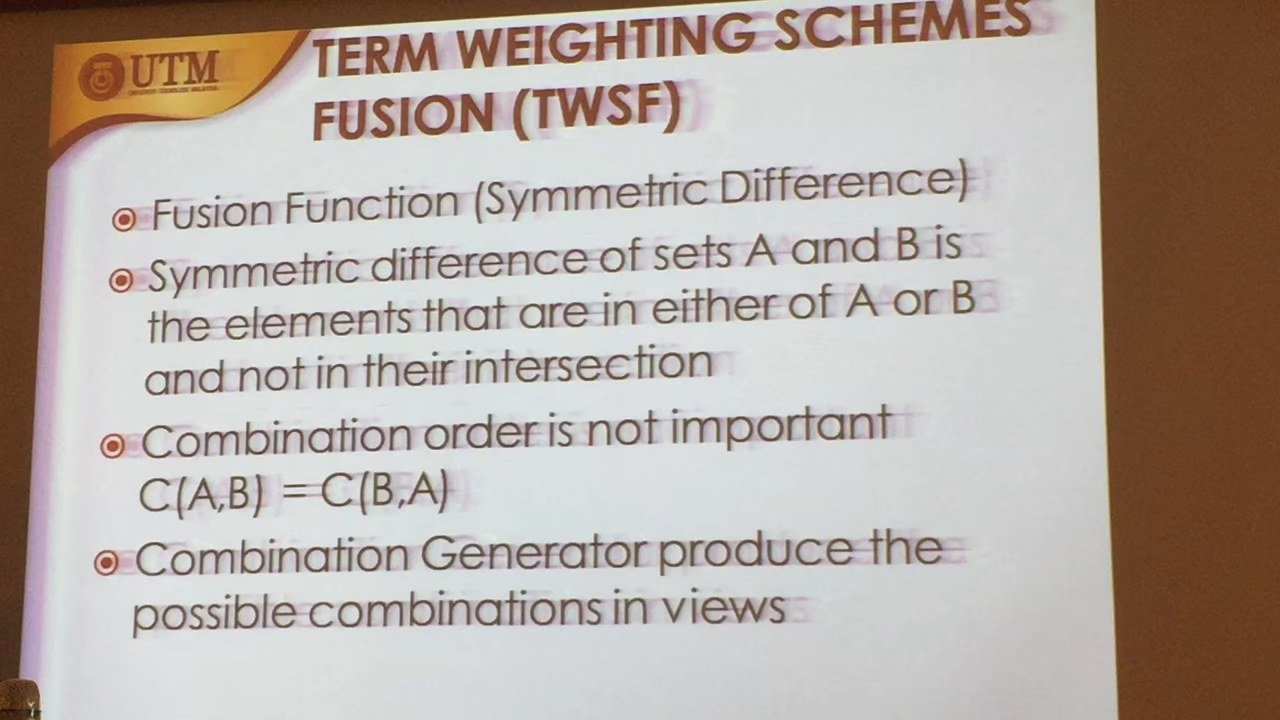 UTM
TERM WEIGHTING SCHEMES
FUSION (TWSF)
Fusion Function (Symmetric Difference)
Symmetric difference of sets A and B is
the elements that are in either of A or B
and not in their intersection
Combination order is not important
C(A,B) = C(B,A)
Combination Generator produce the
possible combinations in views